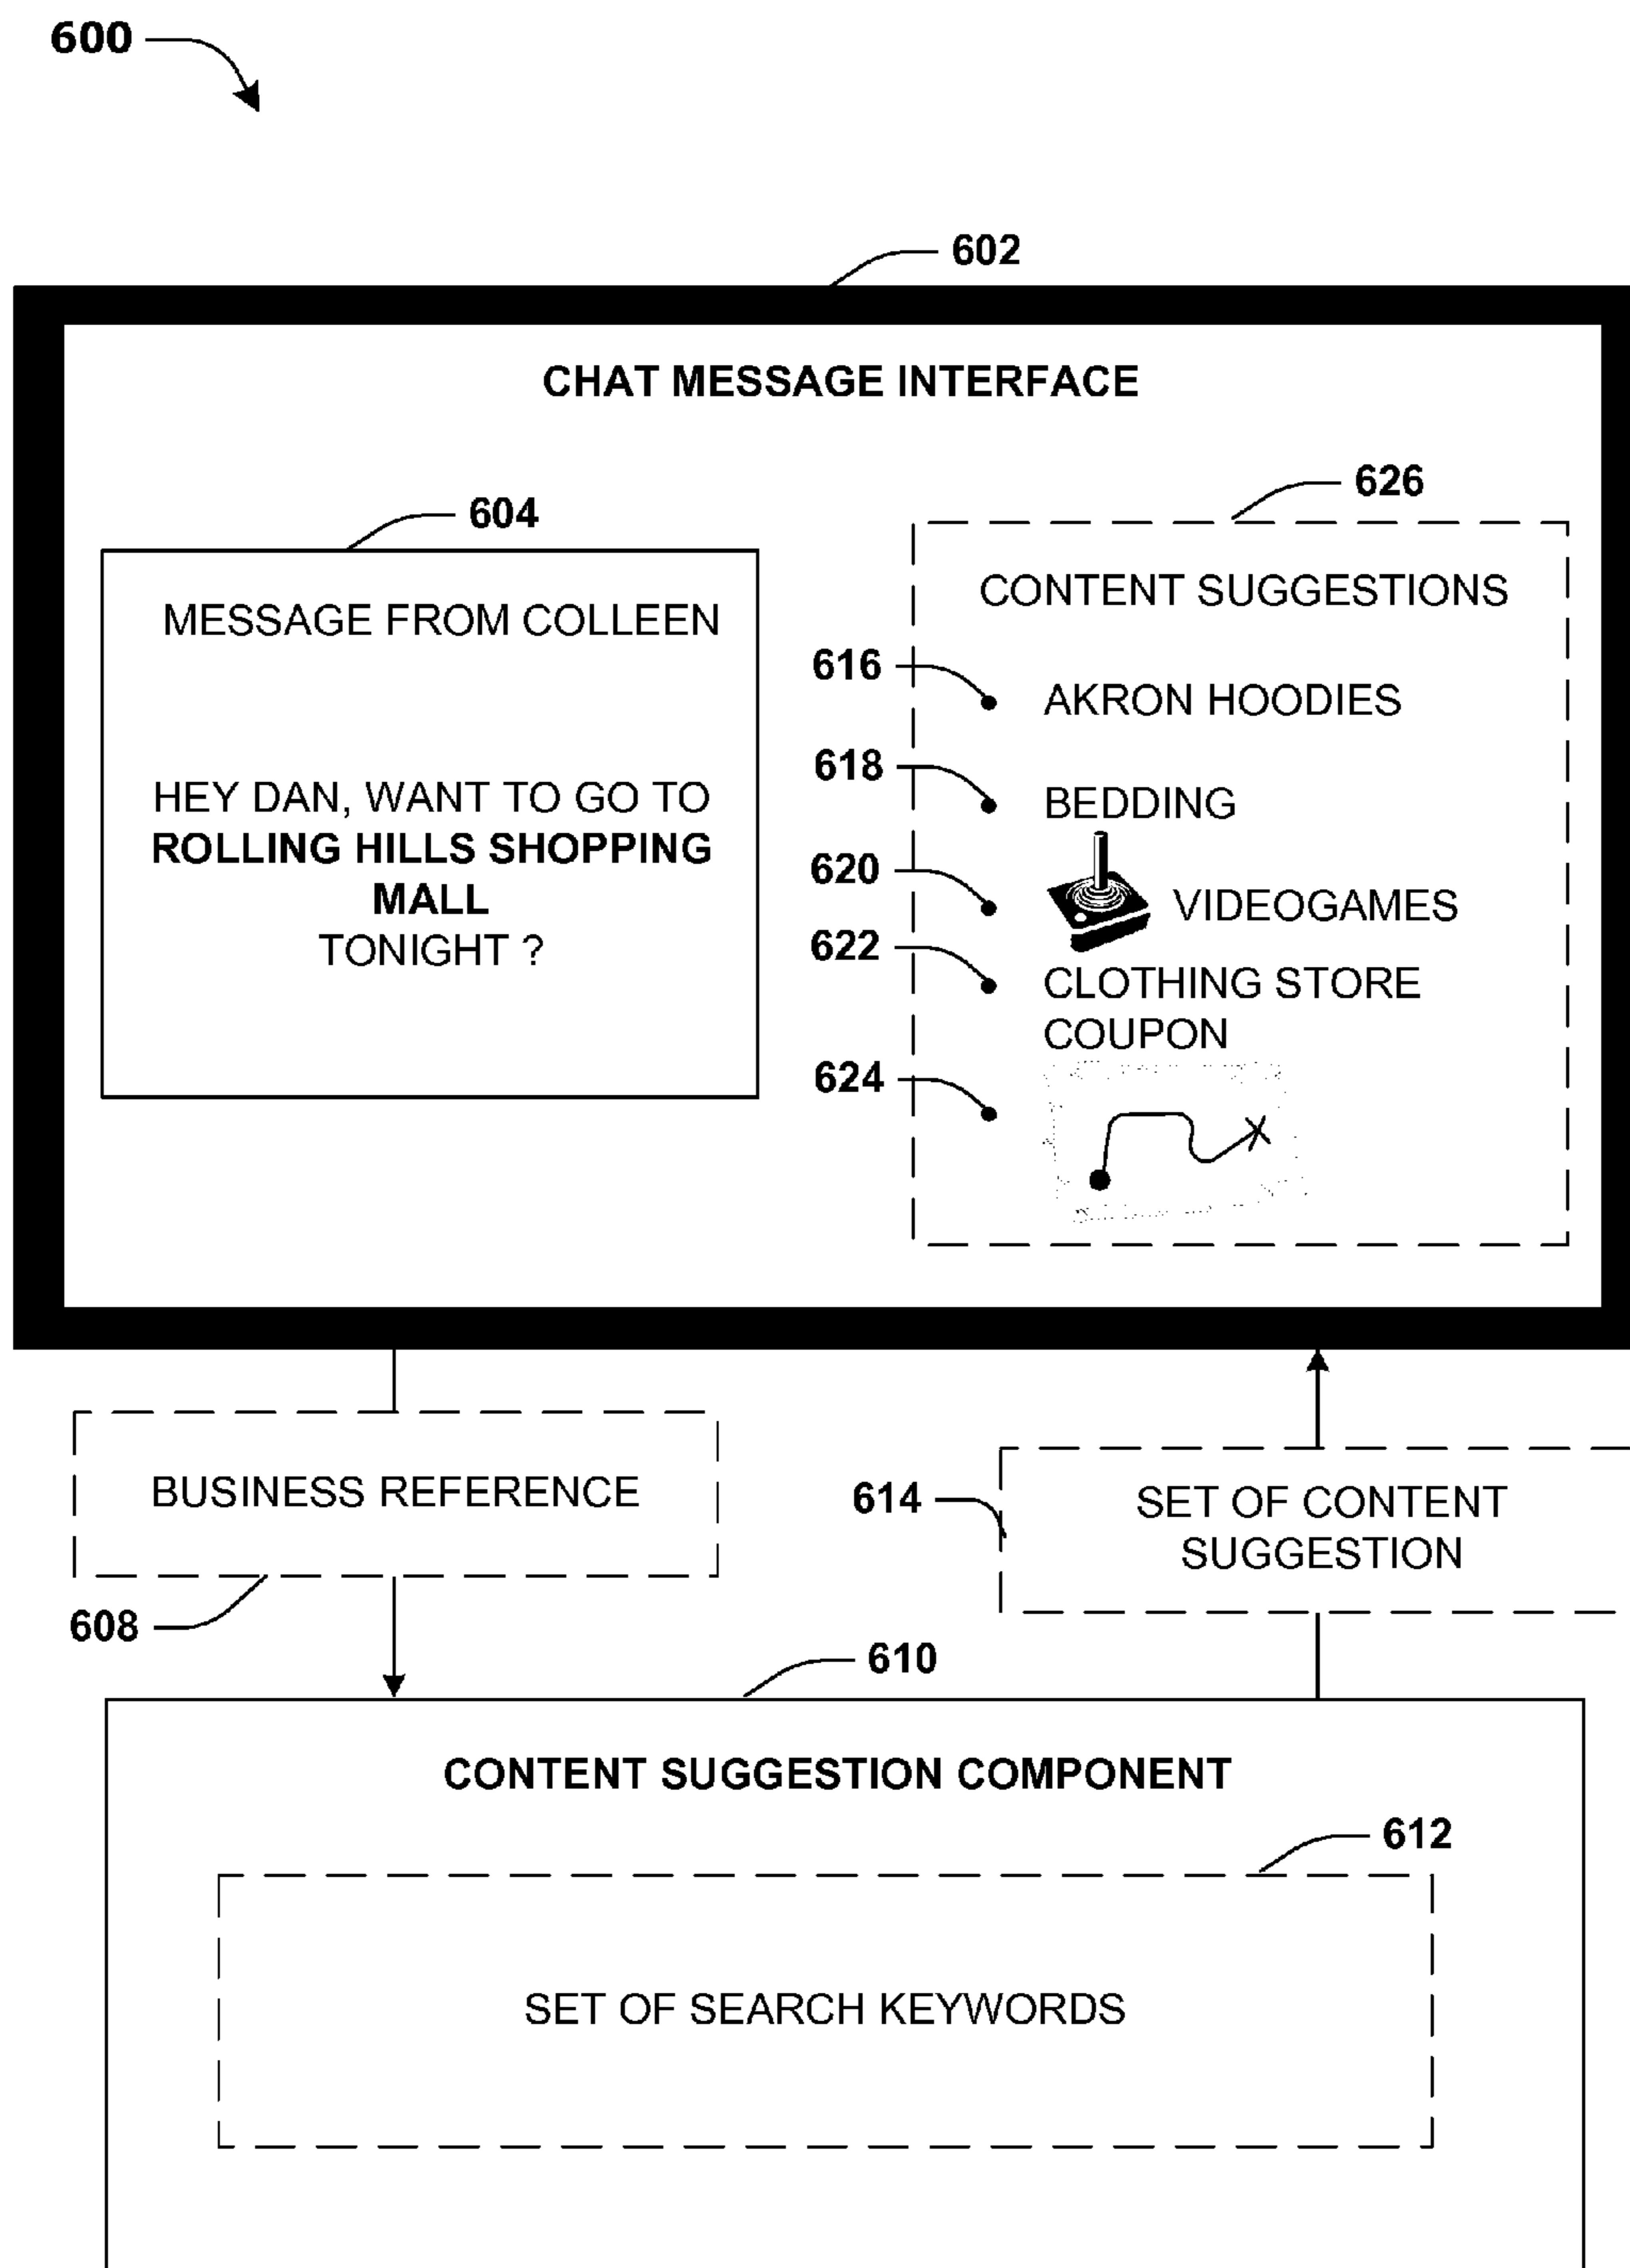 600
602
CHAT MESSAGE INTERFACE
604
MESSAGE FROM COLLEEN
HEY DAN, WANT TO GO TO
ROLLING HILLS SHOPPING
MALL
TONIGHT ?
626
CONTENT SUGGESTIONS
616
AKRON HOODIES
618
BEDDING
620
VIDEOGAMES
622
CLOTHING STORE
COUPON
624
BUSINESS REFERENCE
608
614
SET OF CONTENT
SUGGESTION
610
CONTENT SUGGESTION COMPONENT
612
SET OF SEARCH KEYWORDS